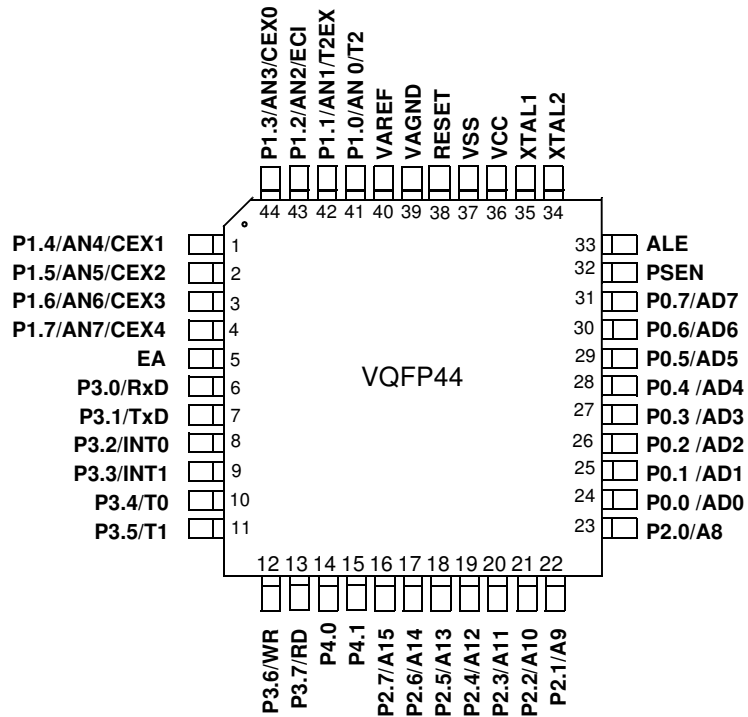 P1.3/AN3/CEX0
P1.2/AN2/ECI
P1.1/AN1/T2EX
P1.0/AN 0/T2
VAREF
VAGND
RESET
VSS
VCC
XTAL1
XTAL2
44 43 42 41 40 39 38 37 36 35 34
P1.4/AN4/CEX1 1
P1.5/AN5/CEX2 2
P1.6/AN6/CEX3 3
P1.7/AN7/CEX4 4
EA 5
P3.0/RxD 6
P3.1/TxD 7
P3.2/INT0 8
P3.3/INT1 9
P3.4/T0 10
P3.5/T1 11
VQFP44
33 ALE
32 PSEN
31 P0.7/AD7
30 P0.6/AD6
29 P0.5/AD5
28 P0.4 /AD4
27 P0.3 /AD3
26 P0.2 /AD2
25 P0.1 /AD1
24 P0.0 /AD0
23 P2.0/A8
12 13 14 15 16 17 18 19 20 21 22
P3.6/WR
P3.7/RD
P4.0
P4.1
P2.7/A15
P2.6/A14
P2.5/A13
P2.4/A12
P2.3/A11
P2.2/A10
P2.1/A9